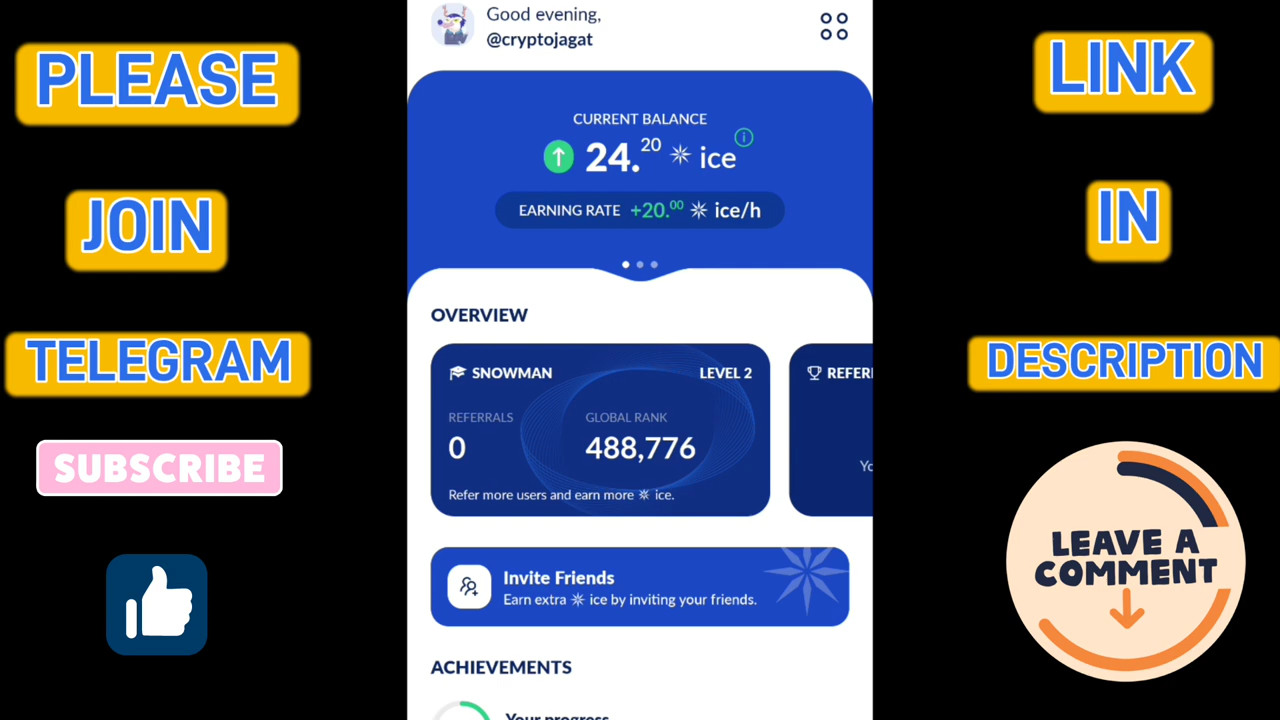 PLEASE
JOIN
TELEGRAM
SUBSCRIBE
Good evening,
@cryptojagat
CURRENT BALANCE
24.20 ice
EARNING RATE +20.00 ice/h
OVERVIEW
SNOWMAN LEVEL 2
REFERRALS GLOBAL RANK
0 488,776
Refer more users and earn more ice.
Invite Friends
Earn extra ice by inviting your friends.
ACHIEVEMENTS
Your progress
LINK
IN
DESCRIPTION
LEAVE A
COMMENT